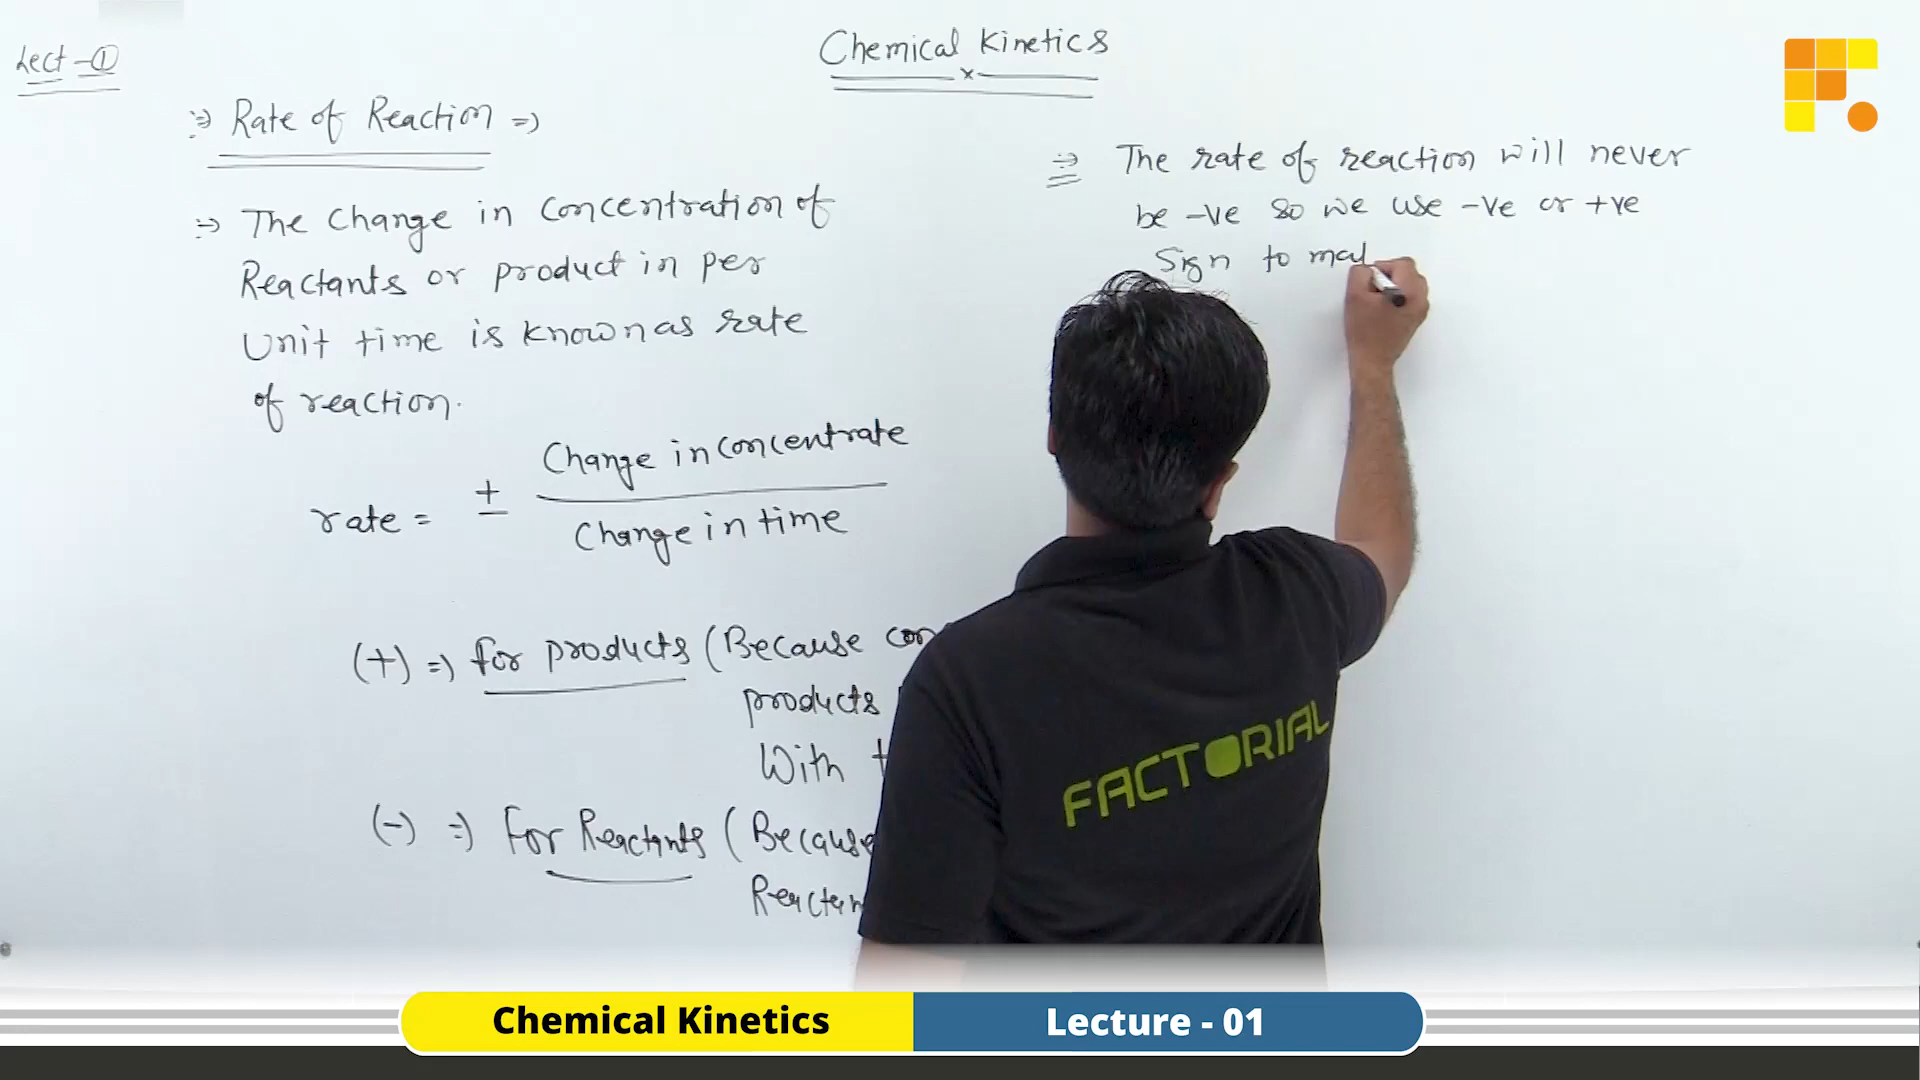 Lect - ①
Chemical Kinetics
⇒ Rate of Reaction ⇒
⇒ The change in concentration of
Reactants or product in per
Unit time is known as rate
of reaction.
rate = ± Change in concentrate
Change in time
(+) ⇒ for products (Because
products
With
(-) ⇒ For Reactants (Because
⇒ The rate of reaction will never
be -ve so we use -ve or +ve
Sign to
FACTORIAL
Chemical Kinetics
Lecture - 01